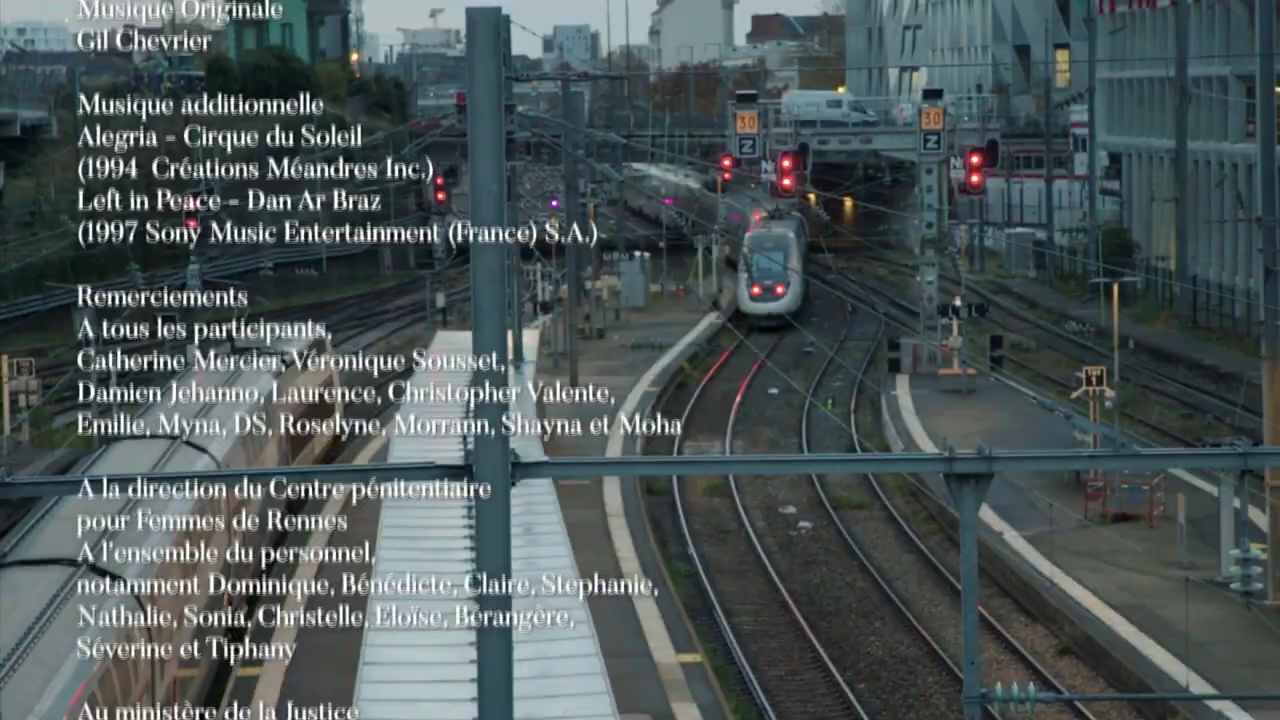 Musique Originale
Gil Chevrier
Musique additionnelle
Alegria - Cirque du Soleil
(1994 Créations Méandres Inc.)
Left in Peace - Dan Ar Braz
(1997 Sony Music Entertainment (France) S.A.)
Remerciements
A tous les participants,
Catherine Mercier, Véronique Sousset,
Damien Jehanno, Laurence, Christopher Valente,
Emilie, Myna, DS, Roselyne, Morrann, Shayna et Moha
A la direction du Centre pénitentiaire
pour Femmes de Rennes
A l'ensemble du personnel,
notamment Dominique, Bénédicte, Claire, Stephanie,
Nathalie, Sonia, Christelle, Eloïse, Bérangère,
Séverine et Tiphany
Au ministère de la Justice
30
Z
30
Z